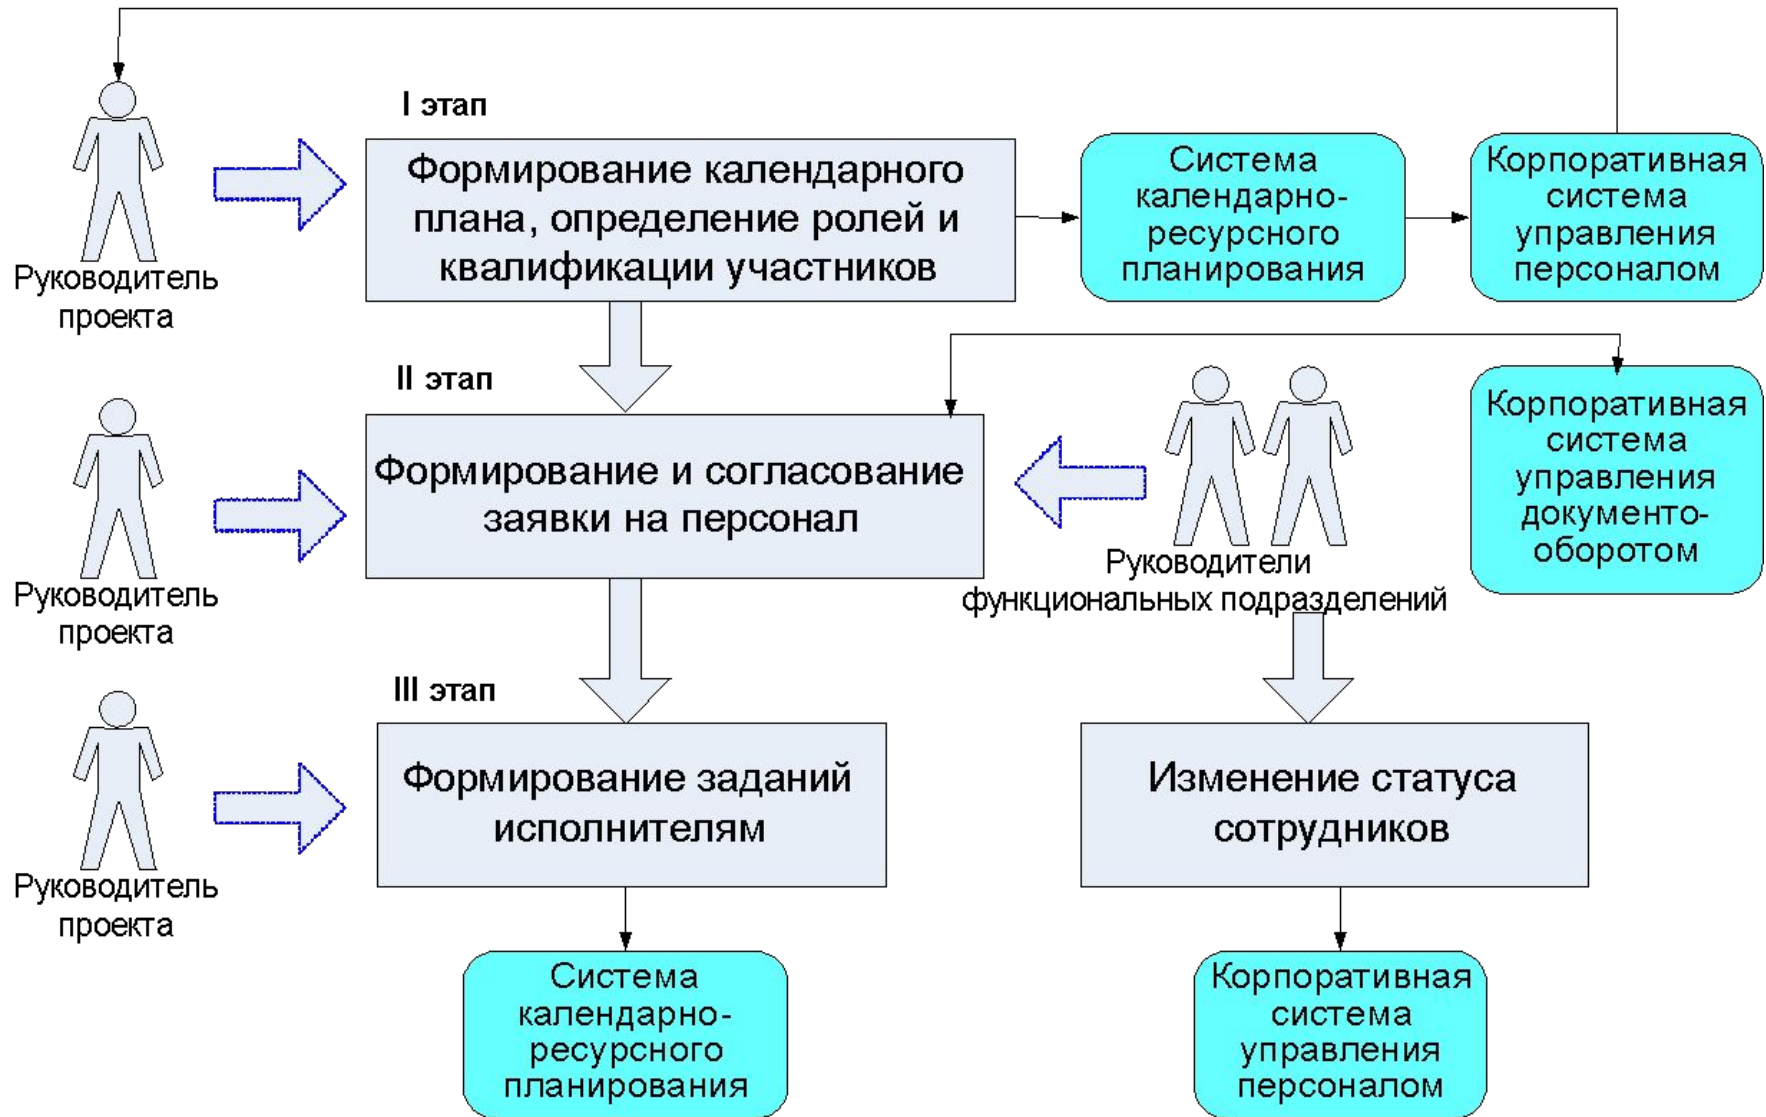 I этап
Формирование календарного
плана, определение ролей и
квалификации участников
Система
календарно-
ресурсного
планирования
Корпоративная
система
управления
персоналом
Руководитель
проекта
II этап
Формирование и согласование
заявки на персонал
Руководители
функциональных подразделений
Корпоративная
система
управления
документо-
оборотом
Руководитель
проекта
III этап
Формирование заданий
исполнителям
Изменение статуса
сотрудников
Руководитель
проекта
Система
календарно-
ресурсного
планирования
Корпоративная
система
управления
персоналом